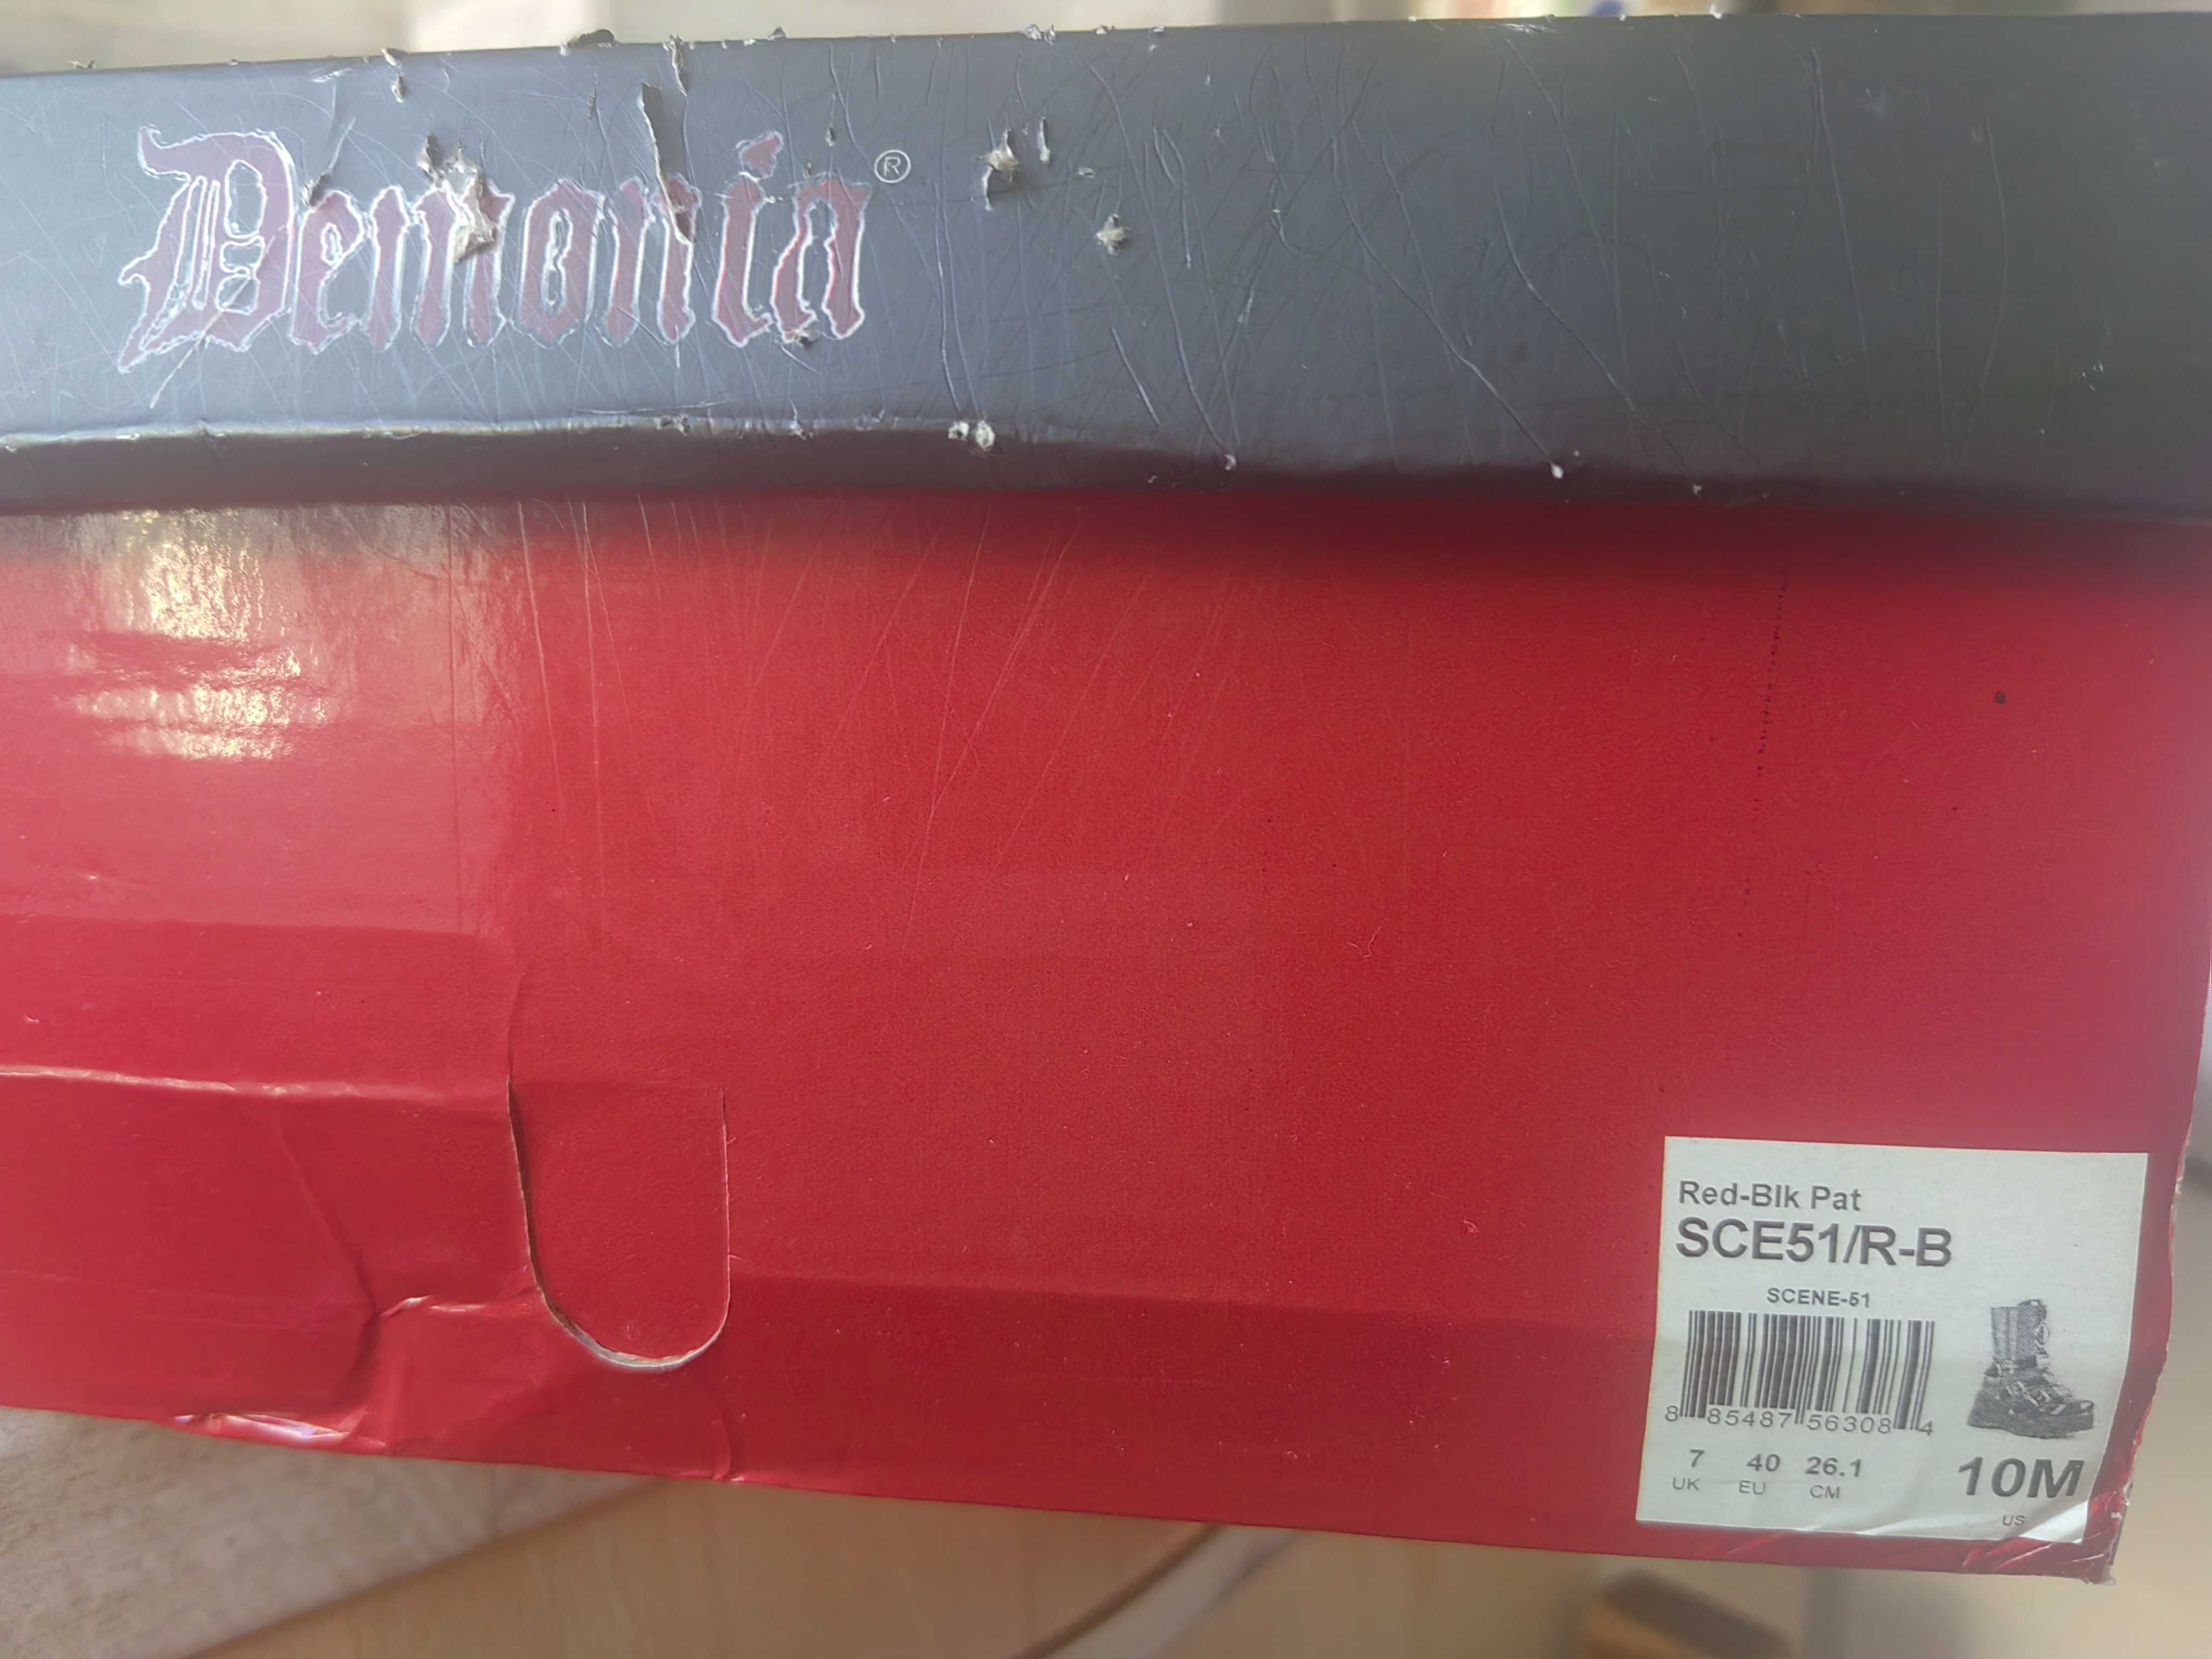 Demonia®
Red-Blk Pat
SCE51/R-B
SCENE-51
8 85487 56308 4
7 40 26.1
UK EU CM
10M
US